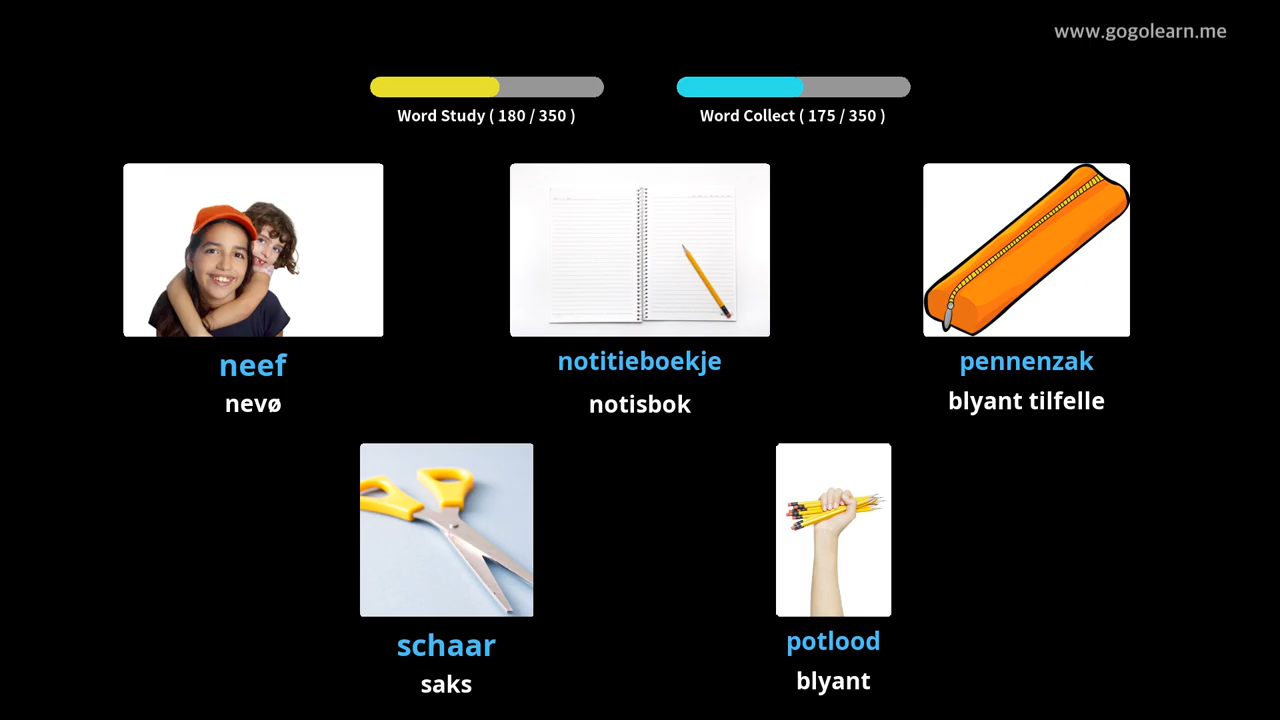 www.gogolearn.me
Word Study ( 180 / 350 )
Word Collect ( 175 / 350 )
neef
nevø
notitieboekje
notisbok
pennenzak
blyant tilfelle
schaar
saks
potlood
blyant